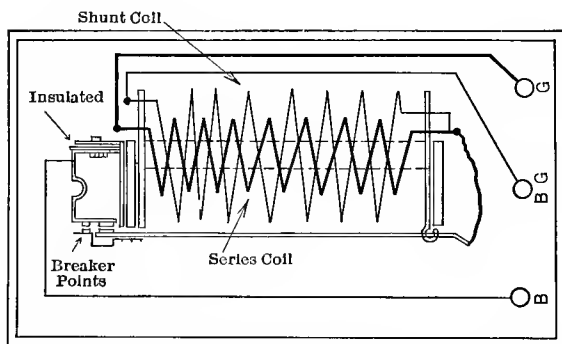 Shunt Coil
Insulated
G
B G
Series Coil
Breaker
Points
B